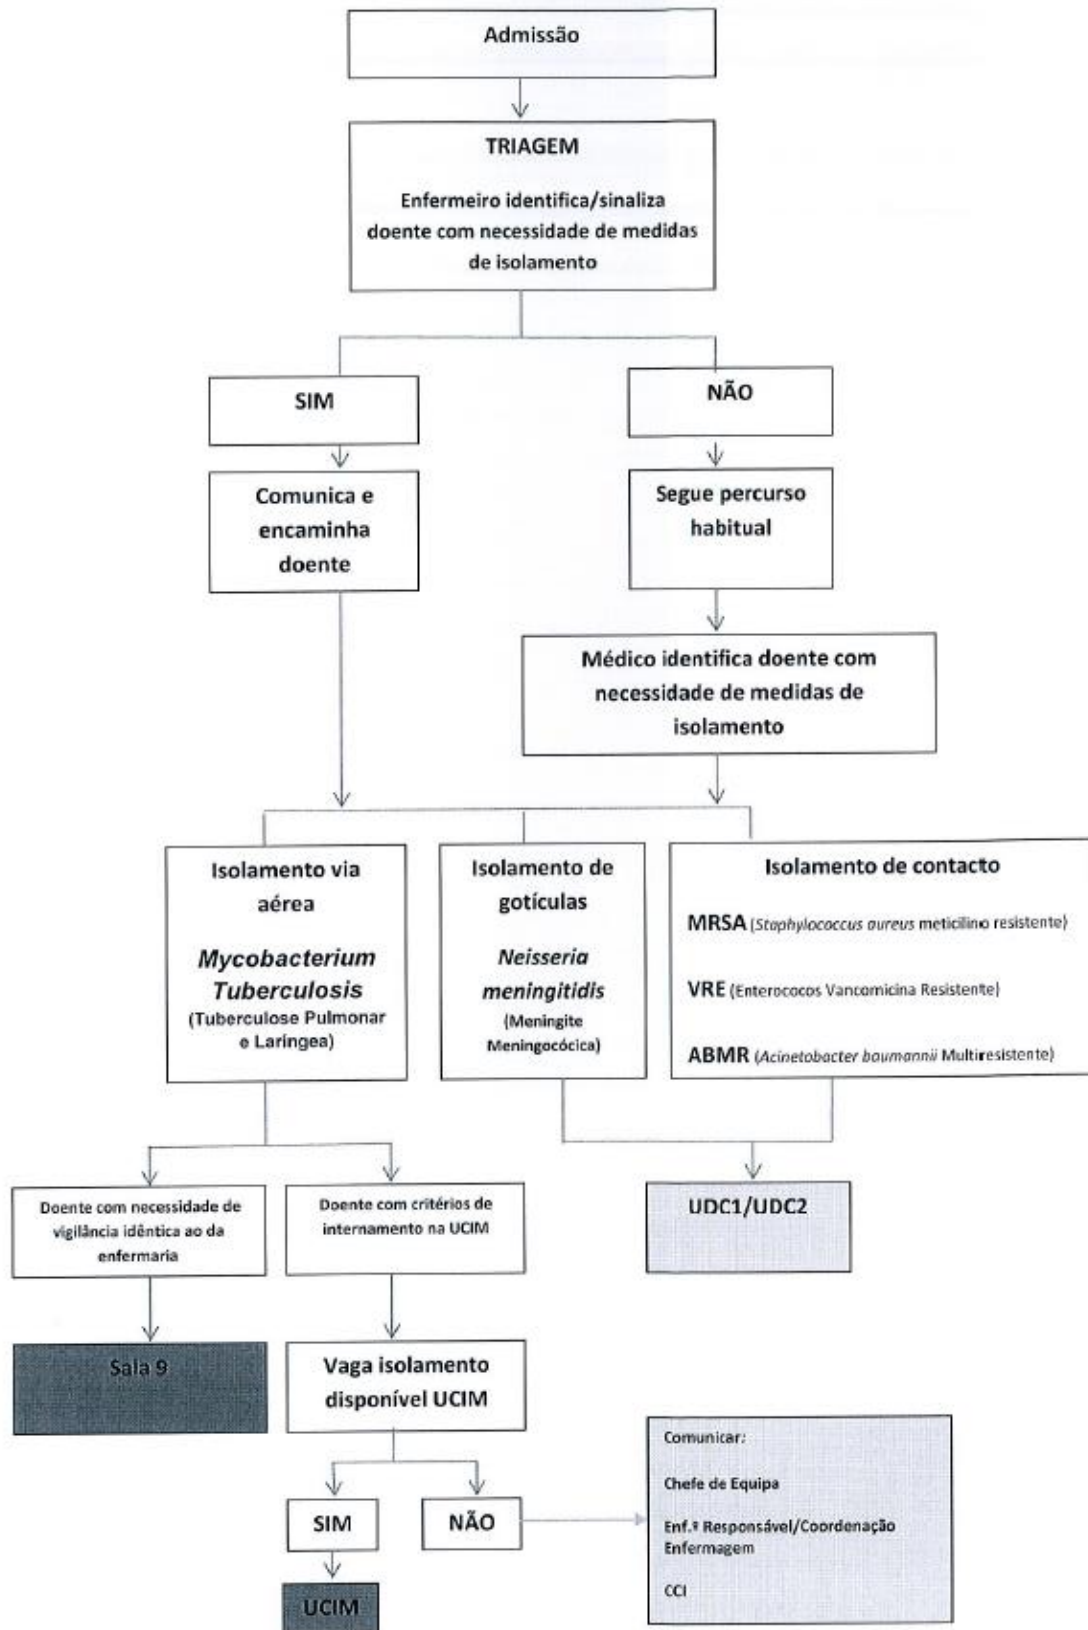 Admissão
TRIAGEM
Enfermeiro identifica/sinaliza
doente com necessidade de medidas
de isolamento
SIM
NÃO
Comunica e
encaminha
doente
Segue percurso
habitual
Médico identifica doente com
necessidade de medidas de
isolamento
Isolamento via
aérea
Mycobacterium
Tuberculosis
(Tuberculose Pulmonar
e Laríngea)
Isolamento de
gotículas
Neisseria
meningitidis
(Meningite
Meningocócica)
Isolamento de contacto
MRSA (Staphylococcus aureus meticilino resistente)
VRE (Enterococos Vancomicina Resistente)
ABMR (Acinetobacter baumannii Multiresistente)
Doente com necessidade de
vigilância idêntica ao da
enfermaria
Doente com critérios de
internamento na UCIM
UDC1/UDC2
Sala 9
Vaga isolamento
disponível UCIM
SIM
NÃO
UCIM
Comunicar:
Chefe de Equipa
Enf.º Responsável/Coordenação
Enfermagem
CCI